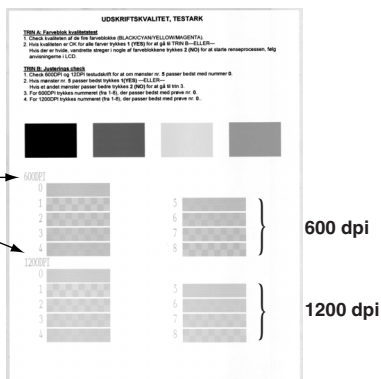 UDSKRIFTSKVALITET, TESTARK
TRIN A: Farveblok kvalitetstest
1. Check kvaliteten af de fire farveblokke (BLACK/CYAN/YELLOW/MAGENTA).
2. Hvis kvaliteten er OK for alle farver trykkes 1 (YES) for at gå til TRIN B---ELLER---
Hvis der er hvide, vandrette streger i nogle af farveblokkene trykkes 2 (NO) for at starte renseprocessen, følg
anvisningerne i LCD.
TRIN B: Justerings check
1. Check 600DPI og 12DPI testudskrift for at om mønster nr. 5 passer bedst med nummer 0.
2. Hvis mønster nr. 5 passer bedst trykkes 1(YES) ---ELLER---
Hvis et andet mønster passer bedre trykkes 2 (NO) for at gå til trin 3.
3. For 600DPI trykkes nummeret (fra 1-8), der passer bedst med prøve nr. 0.
4. For 1200DPI trykkes nummeret (fra 1-8), der passer bedst med prøve nr. 0..
600DPI
0
1 5
2 6
3 7
4 8
600 dpi
1200DPI
0
1 5
2 6
3 7
4 8
1200 dpi